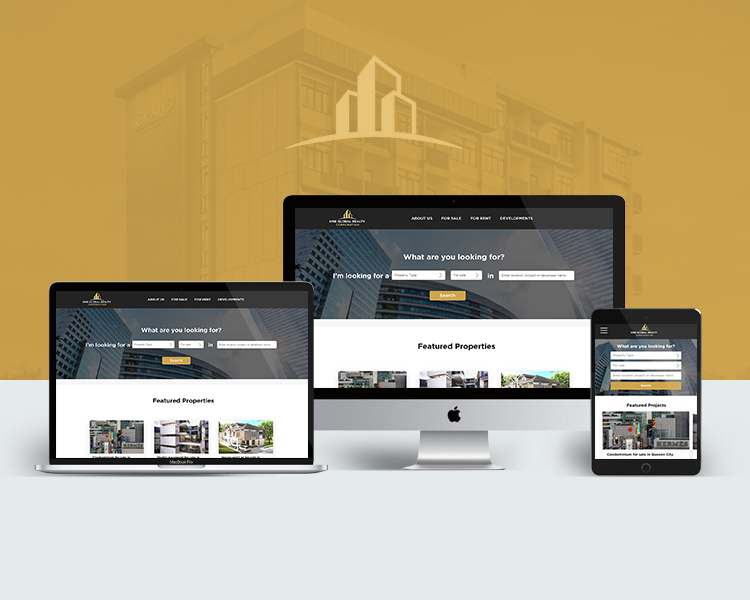 ONE GLOBAL REALTY
CORPORATION
ABOUT US FOR SALE FOR RENT DEVELOPMENTS
What are you looking for?
I'm looking for a Property Type For sale in Enter location, project or developer name
Search
Featured Properties
ONE GLOBAL REALTY
CORPORATION
ABOUT US FOR SALE FOR RENT DEVELOPMENTS
What are you looking for?
I'm looking for a Property Type For sale in Enter location, project or developer name
Search
Featured Properties
MacBook Pro
ONE GLOBAL REALTY
CORPORATION
What are you looking for?
Property Type
For sale
Enter location, project or developer name
Search
Featured Projects
HERMES
Condominium for sale in Quezon City